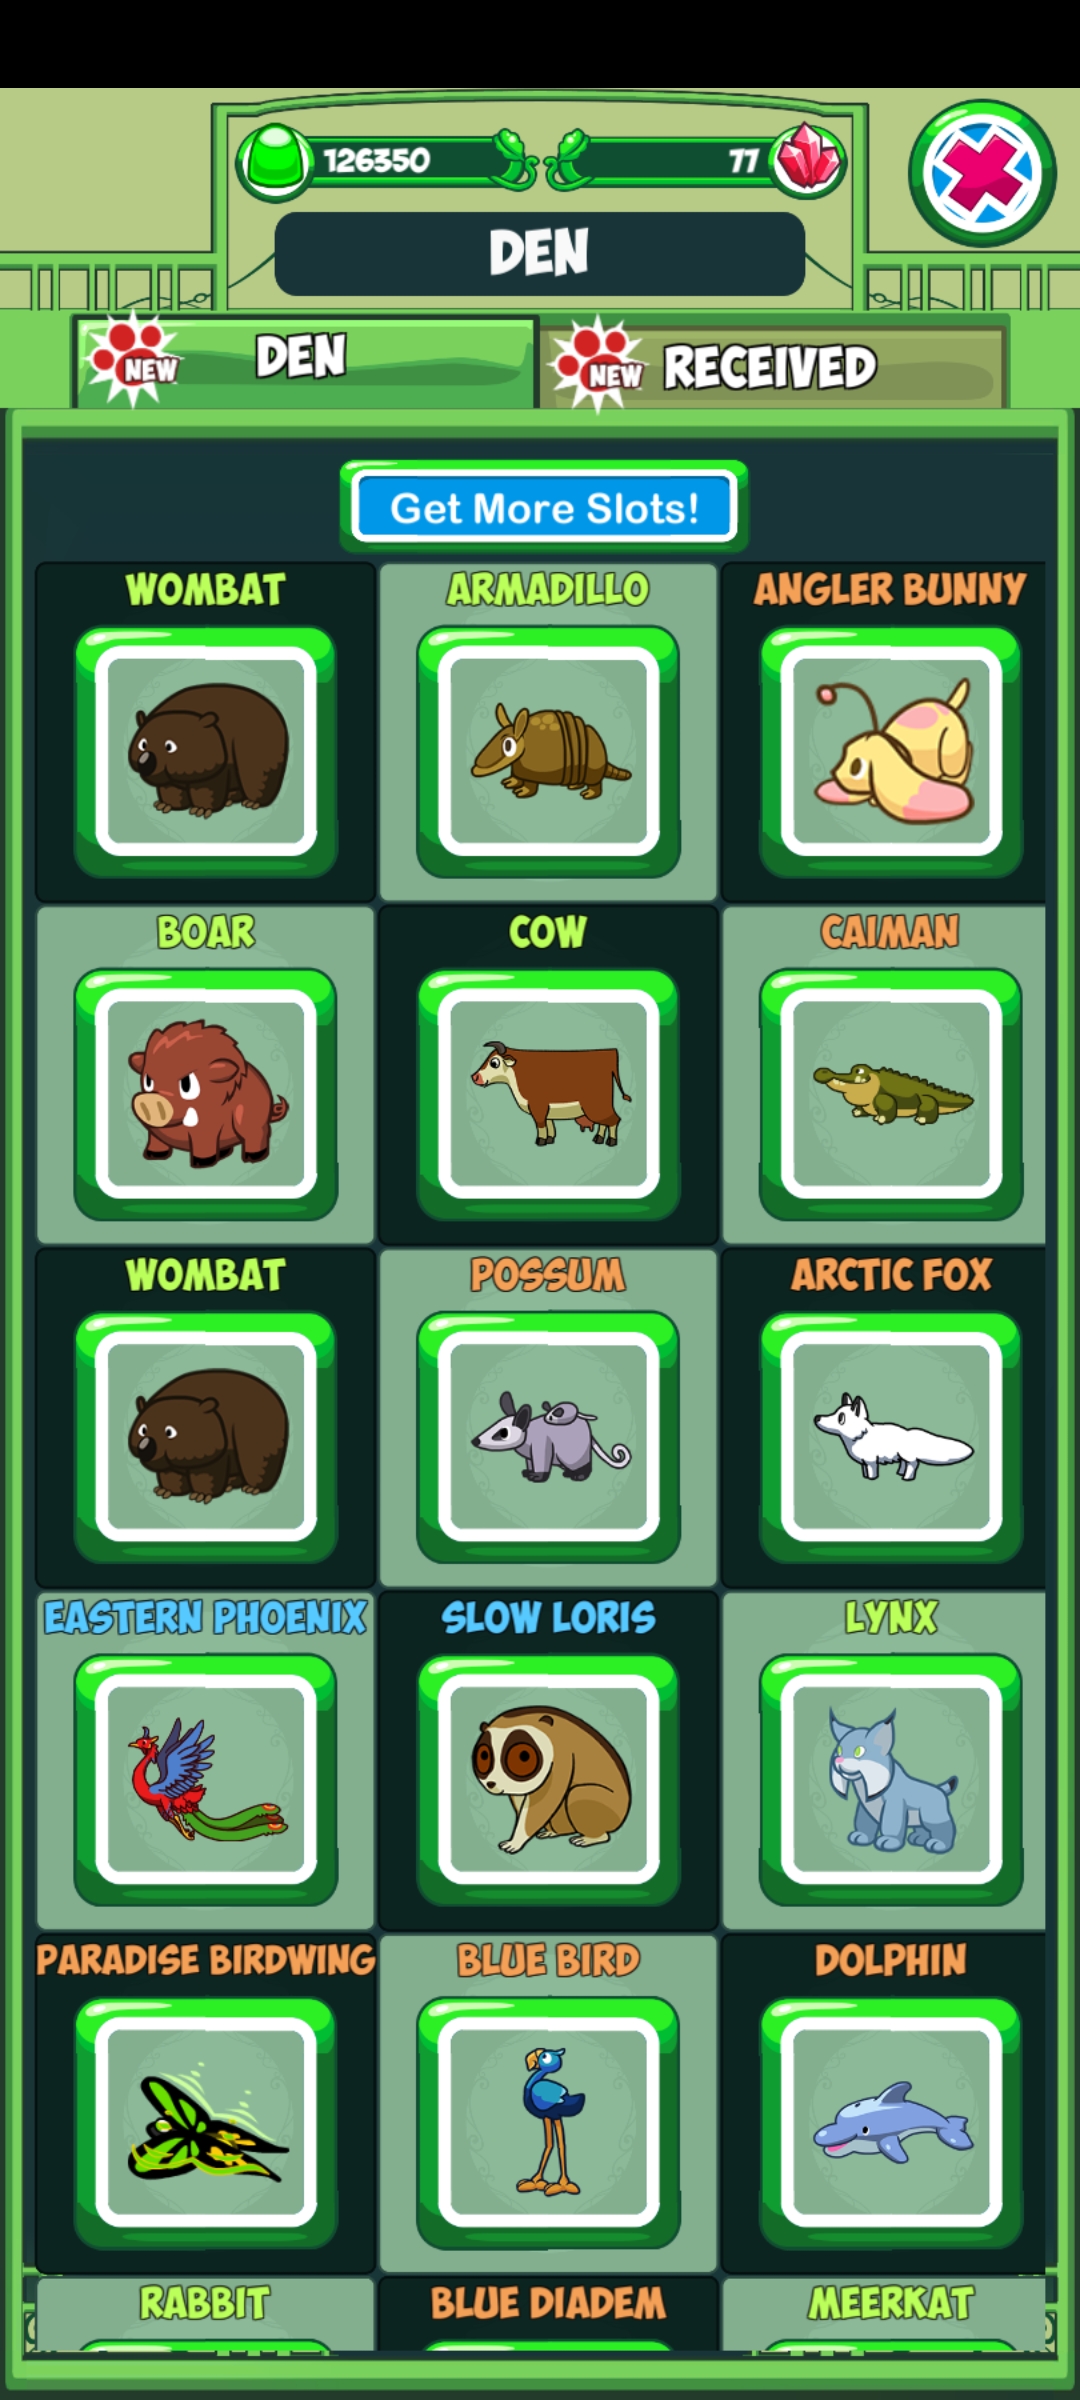 126350
77
DEN
NEW
DEN
NEW
RECEIVED
Get More Slots!
WOMBAT
ARMADILLO
ANGLER BUNNY
BOAR
COW
CAIMAN
WOMBAT
POSSUM
ARCTIC FOX
EASTERN PHOENIX
SLOW LORIS
LYNX
PARADISE BIRDWING
BLUE BIRD
DOLPHIN
RABBIT
BLUE DIADEM
MEERKAT